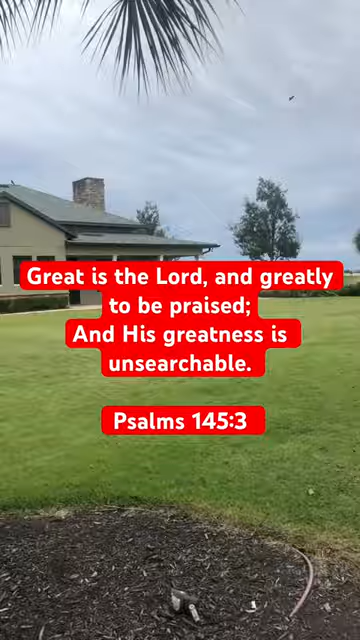 Great is the Lord, and greatly
to be praised;
And His greatness is
unsearchable.
Psalms 145:3